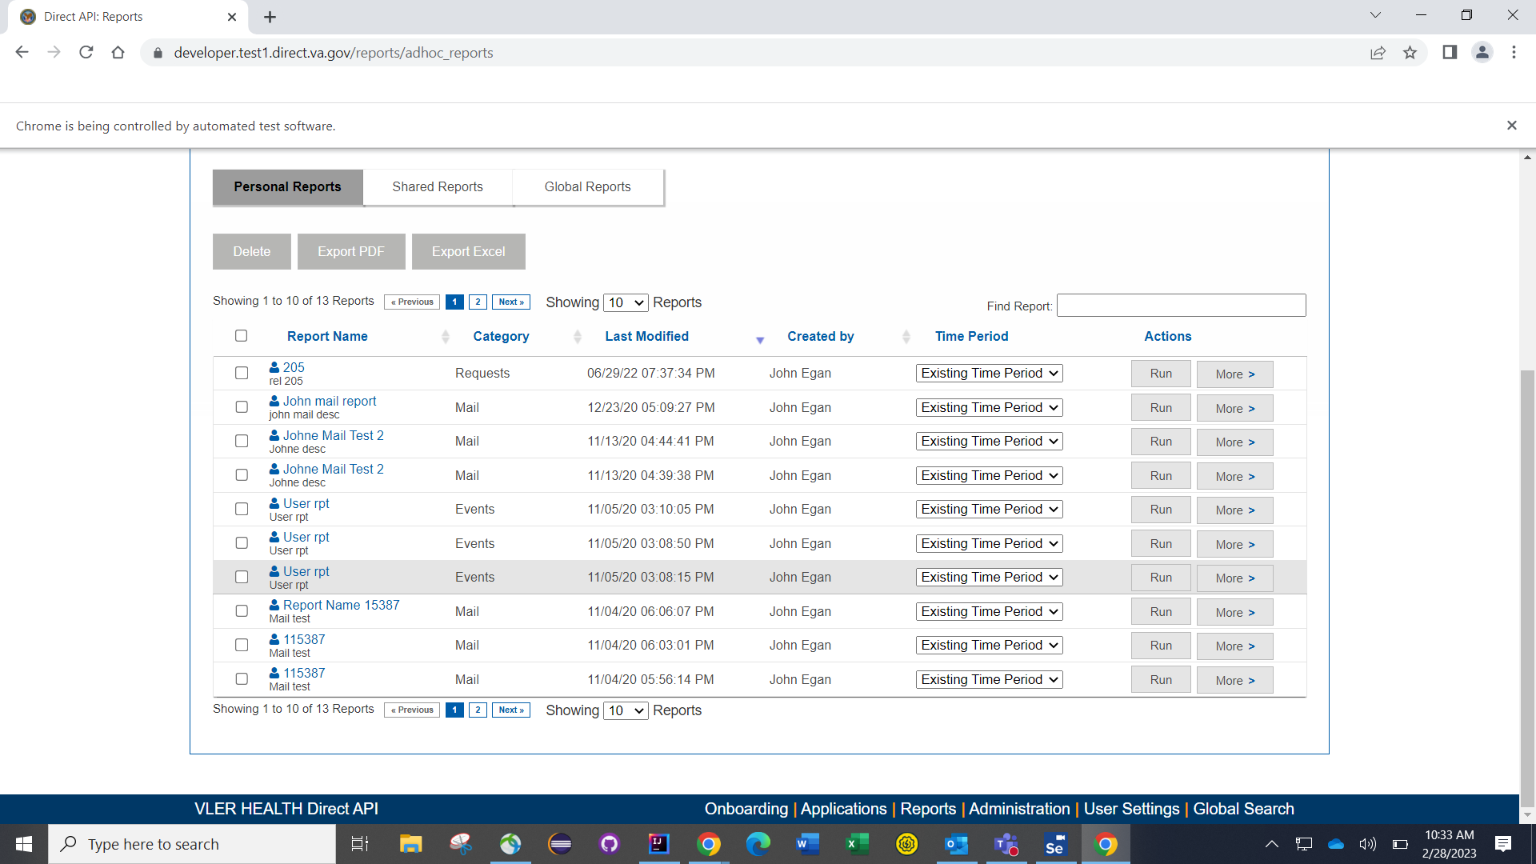 Direct API: Reports
developer.test1.direct.va.gov/reports/adhoc_reports
Chrome is being controlled by automated test software.
Personal Reports Shared Reports Global Reports
Delete Export PDF Export Excel
Showing 1 to 10 of 13 Reports « Previous 1 2 Next » Showing 10 Reports Find Report:
Report Name Category Last Modified Created by Time Period Actions
205 Requests 06/29/22 07:37:34 PM John Egan Existing Time Period Run More >
rel 205
John mail report Mail 12/23/20 05:09:27 PM John Egan Existing Time Period Run More >
john mail desc
Johne Mail Test 2 Mail 11/13/20 04:44:41 PM John Egan Existing Time Period Run More >
Johne desc
Johne Mail Test 2 Mail 11/13/20 04:39:38 PM John Egan Existing Time Period Run More >
Johne desc
User rpt Events 11/05/20 03:10:05 PM John Egan Existing Time Period Run More >
User rpt
User rpt Events 11/05/20 03:08:50 PM John Egan Existing Time Period Run More >
User rpt
User rpt Events 11/05/20 03:08:15 PM John Egan Existing Time Period Run More >
User rpt
Report Name 15387 Mail 11/04/20 06:06:07 PM John Egan Existing Time Period Run More >
Mail test
115387 Mail 11/04/20 06:03:01 PM John Egan Existing Time Period Run More >
Mail test
115387 Mail 11/04/20 05:56:14 PM John Egan Existing Time Period Run More >
Mail test
Showing 1 to 10 of 13 Reports « Previous 1 2 Next » Showing 10 Reports
VLER HEALTH Direct API Onboarding | Applications | Reports | Administration | User Settings | Global Search
Type here to search
10:33 AM
2/28/2023